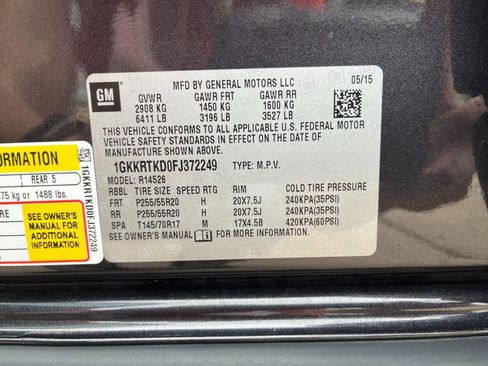 GM
MFD BY GENERAL MOTORS LLC 05/15
GVWR GAWR FRT GAWR RR
2908 KG 1450 KG 1600 KG
6411 LB 3196 LB 3527 LB
THIS VEHICLE CONFORMS TO ALL APPLICABLE U.S. FEDERAL MOTOR
VEHICLE SAFETY AND THEFT PREVENTION STANDARDS IN EFFECT
ON THE DATE OF MANUFACTURE SHOWN ABOVE.
1GKKRTKD0FJ372249 TYPE: M.P.V.
MODEL: R14526
RBBL TIRE SIZE SPEED RTG RIM COLD TIRE PRESSURE
FRT P255/55R20 H 20X7.5J 240KPA(35PSI)
RR P255/55R20 H 20X7.5J 240KPA(35PSI)
SPA T145/70R17 M 17X4.5B 420KPA(60PSI)
SEE OWNER'S MANUAL FOR MORE INFORMATION.
FORMATION
REAR 5
75 kg or 1488 lbs.
RE
SEE OWNER'S
MANUAL FOR
ADDITIONAL
INFORMATION
1GKKRTKD0FJ372249